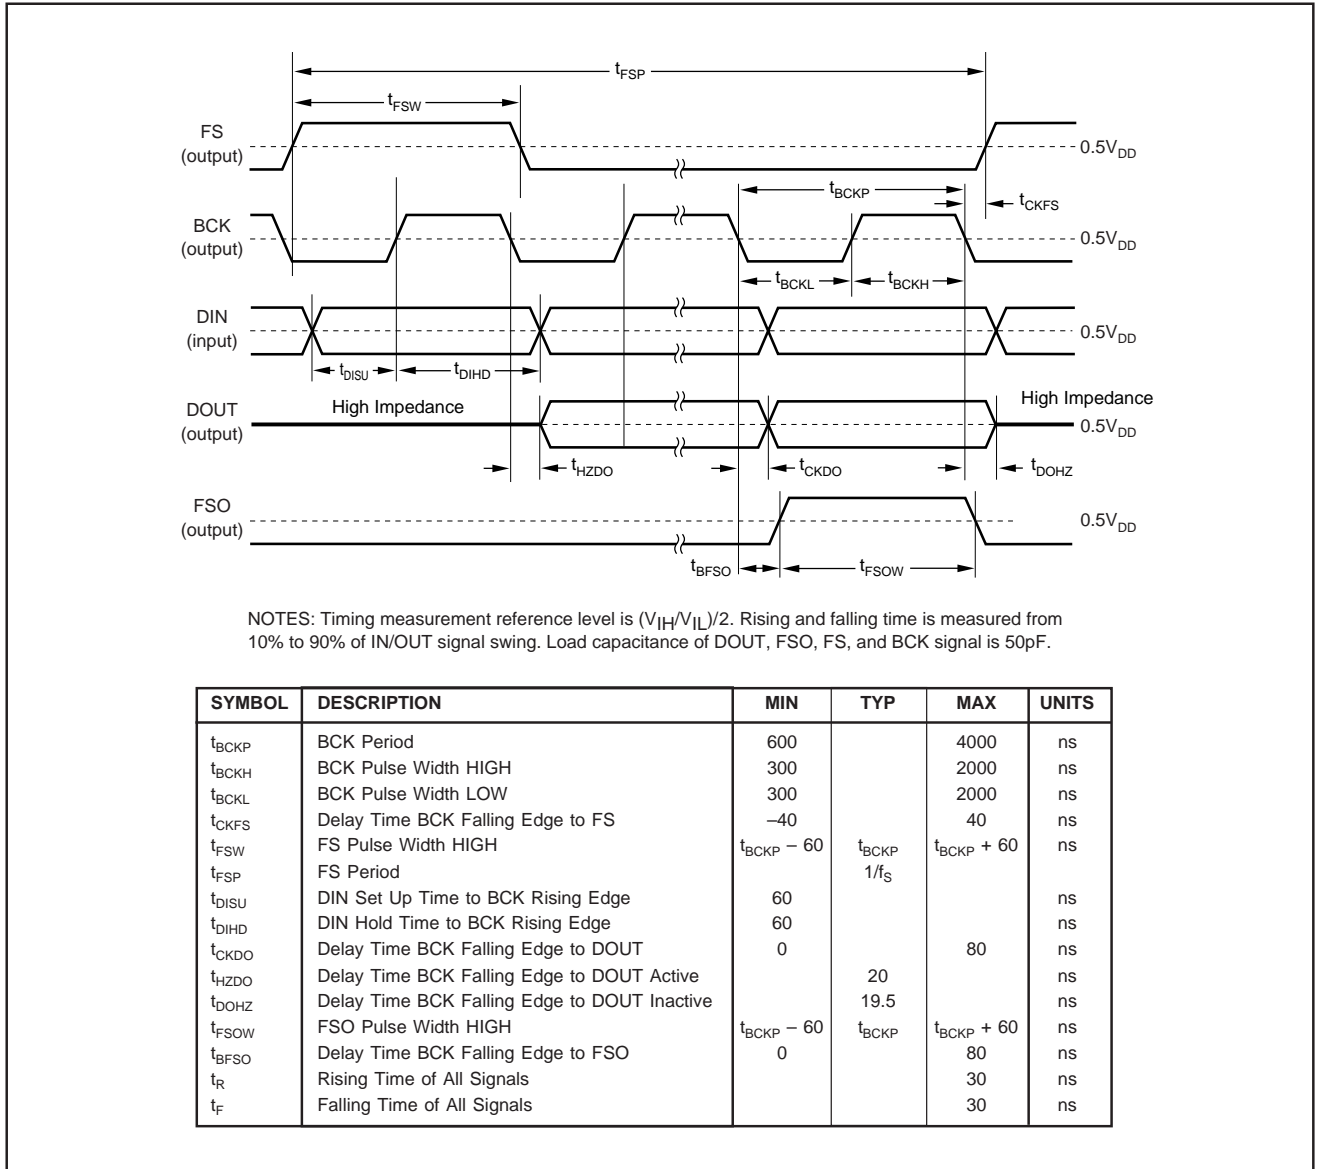 tFSP
tFSW
FS
(output)
0.5VDD
tBCKP
tCKFS
BCK
(output)
0.5VDD
tBCKL
tBCKH
DIN
(input)
0.5VDD
tDISU
tDIHD
DOUT
(output)
High Impedance
High Impedance
0.5VDD
tHZDO
tCKDO
tDOHZ
FSO
(output)
0.5VDD
tBFSO
tFSOW
NOTES: Timing measurement reference level is (VIH/VIL)/2. Rising and falling time is measured from
10% to 90% of IN/OUT signal swing. Load capacitance of DOUT, FSO, FS, and BCK signal is 50pF.
SYMBOL DESCRIPTION MIN TYP MAX UNITS
tBCKP BCK Period 600 4000 ns
tBCKH BCK Pulse Width HIGH 300 2000 ns
tBCKL BCK Pulse Width LOW 300 2000 ns
tCKFS Delay Time BCK Falling Edge to FS –40 40 ns
tFSW FS Pulse Width HIGH tBCKP – 60 tBCKP tBCKP + 60 ns
tFSP FS Period 1/fS
tDISU DIN Set Up Time to BCK Rising Edge 60 ns
tDIHD DIN Hold Time to BCK Rising Edge 60 ns
tCKDO Delay Time BCK Falling Edge to DOUT 0 80 ns
tHZDO Delay Time BCK Falling Edge to DOUT Active 20 ns
tDOHZ Delay Time BCK Falling Edge to DOUT Inactive 19.5 ns
tFSOW FSO Pulse Width HIGH tBCKP – 60 tBCKP tBCKP + 60 ns
tBFSO Delay Time BCK Falling Edge to FSO 0 80 ns
tR Rising Time of All Signals 30 ns
tF Falling Time of All Signals 30 ns